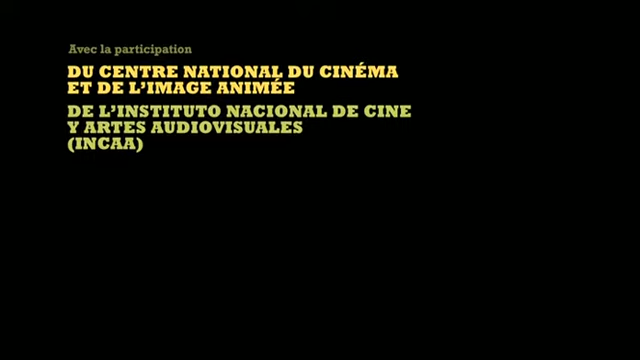 Avec la participation
DU CENTRE NATIONAL DU CINÉMA
ET DE L'IMAGE ANIMÉE
DE L'INSTITUTO NACIONAL DE CINE
Y ARTES AUDIOVISUALES
(INCAA)